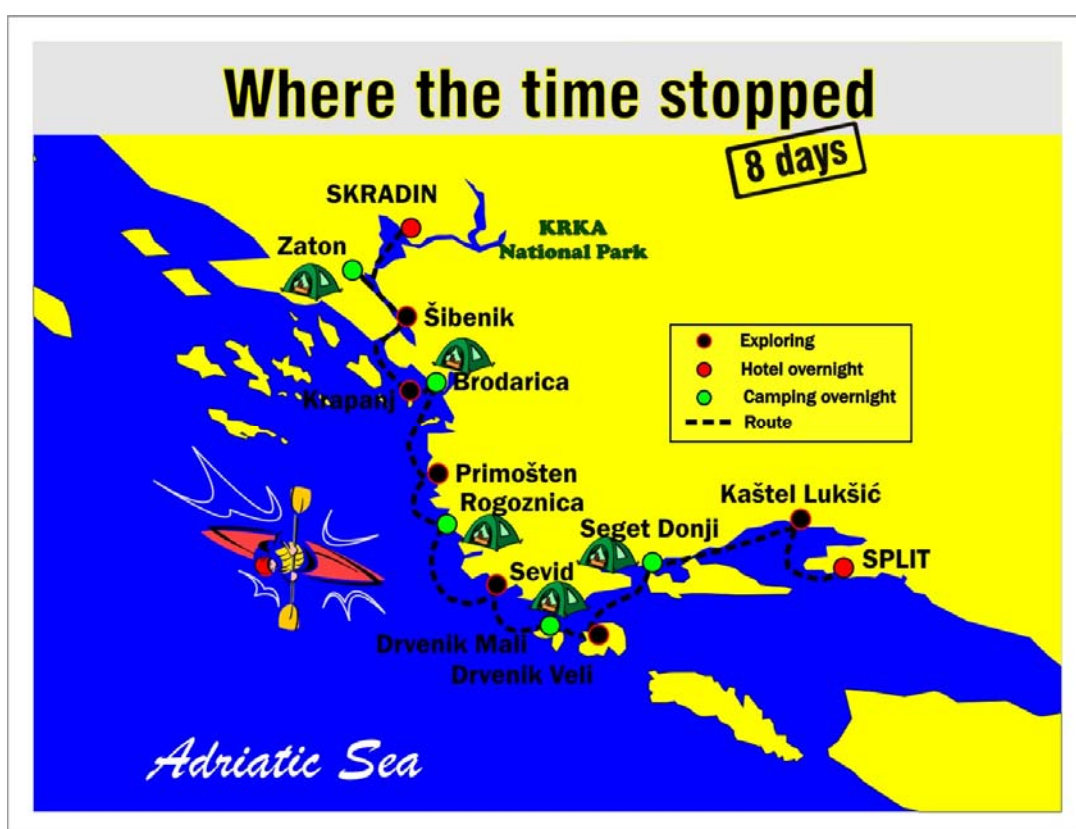 Where the time stopped
8 days
SKRADIN
KRKA
National Park
Zaton
Šibenik
Exploring
Hotel overnight
Camping overnight
Route
Brodarica
Krapanj
Primošten
Rogoznica
Kaštel Lukšić
Seget Donji
SPLIT
Sevid
Drvenik Mali
Drvenik Veli
Adriatic Sea